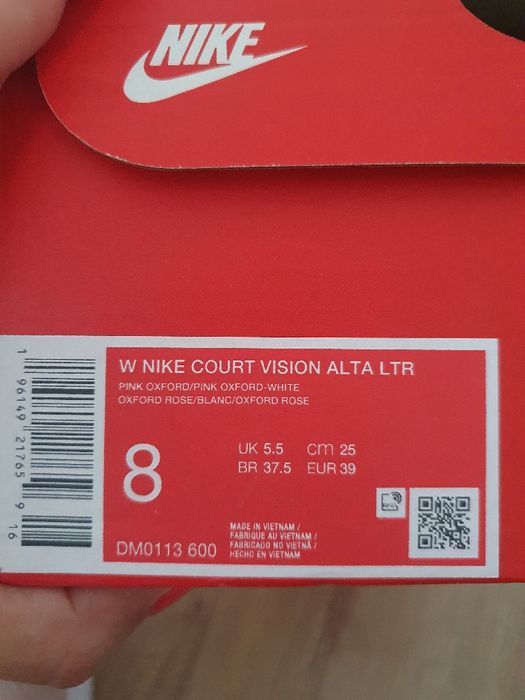 NIKE
W NIKE COURT VISION ALTA LTR
PINK OXFORD/PINK OXFORD-WHITE
OXFORD ROSE/BLANC/OXFORD ROSE
8
UK 5.5 cm 25
BR 37.5 EUR 39
DM0113 600
MADE IN VIETNAM /
FABRIQUE AU VIETNAM /
FABRICADO NO VIETNÃ /
HECHO EN VIETNAM
1 96149 21765 9 16